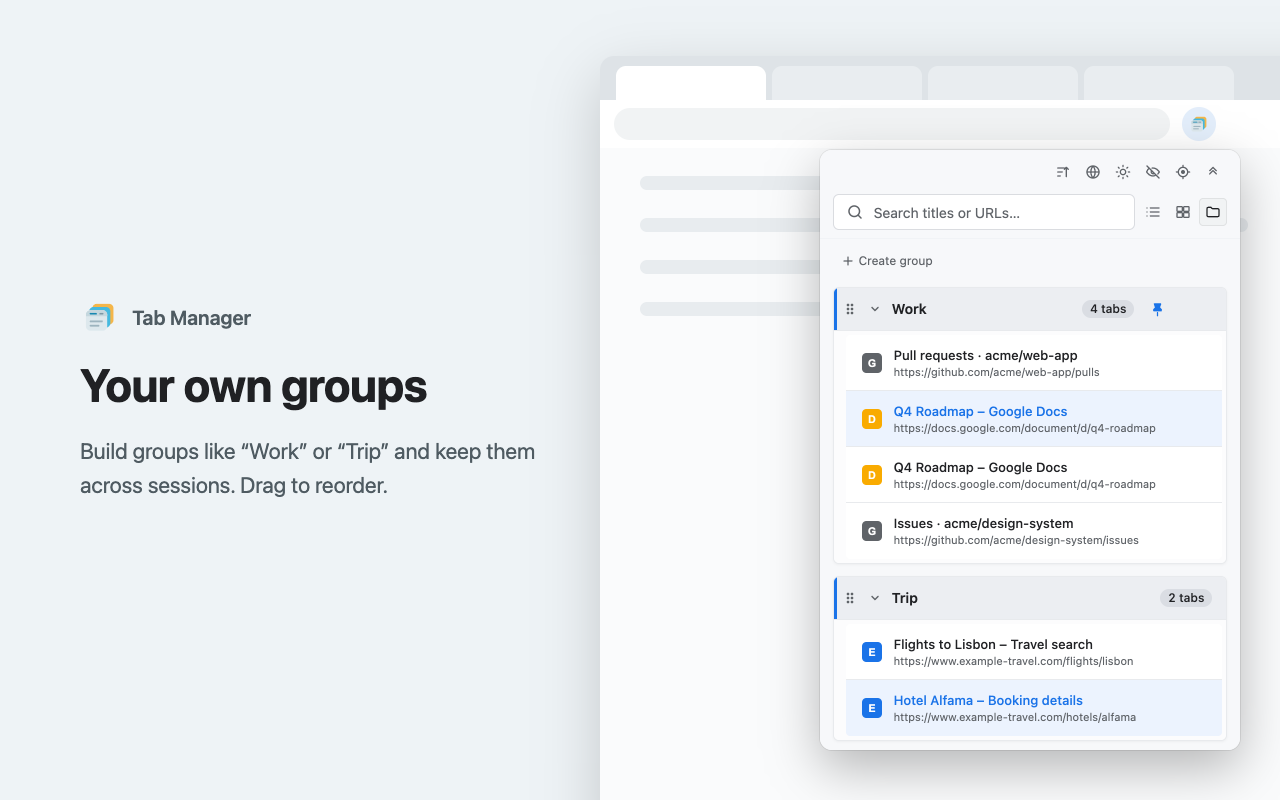 Tab Manager
Your own groups
Build groups like “Work” or “Trip” and keep them
across sessions. Drag to reorder.
Search titles or URLs...
Create group
Work
4 tabs
G
Pull requests · acme/web-app
https://github.com/acme/web-app/pulls
D
Q4 Roadmap – Google Docs
https://docs.google.com/document/d/q4-roadmap
D
Q4 Roadmap – Google Docs
https://docs.google.com/document/d/q4-roadmap
G
Issues · acme/design-system
https://github.com/acme/design-system/issues
Trip
2 tabs
E
Flights to Lisbon – Travel search
https://www.example-travel.com/flights/lisbon
E
Hotel Alfama – Booking details
https://www.example-travel.com/hotels/alfama